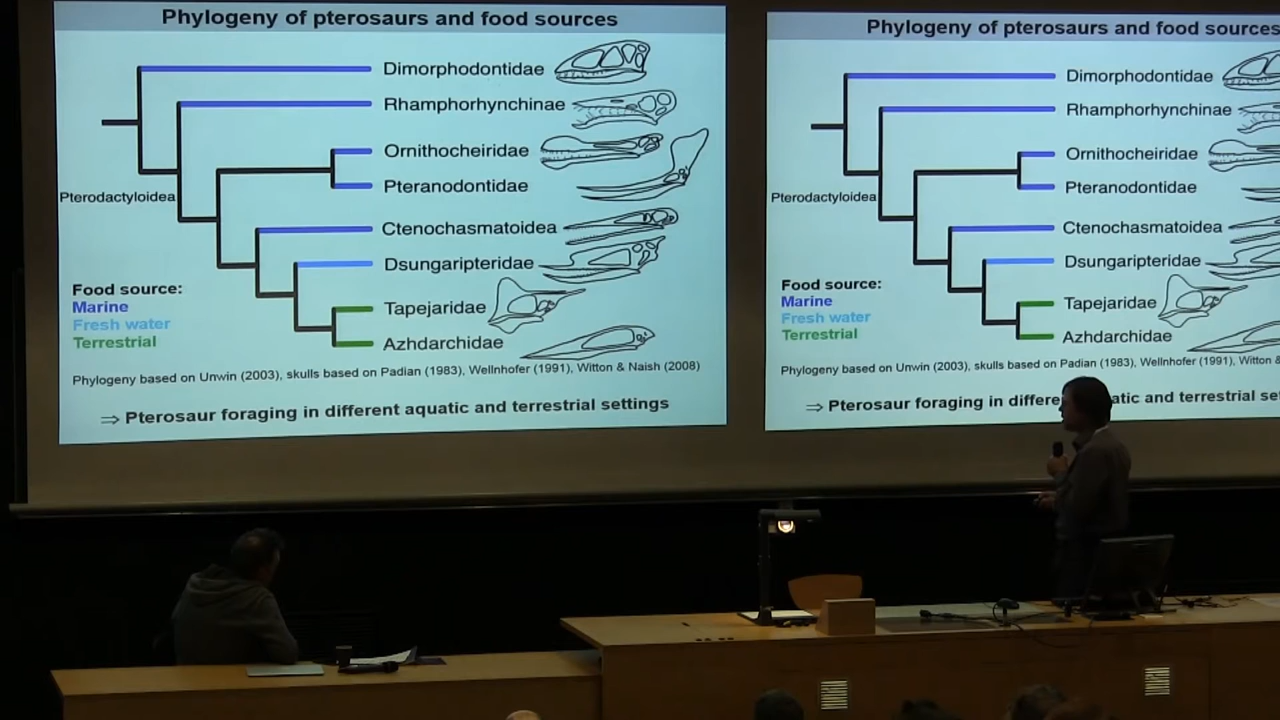 Phylogeny of pterosaurs and food sources
Dimorphodontidae
Rhamphorhynchinae
Ornithocheiridae
Pteranodontidae
Pterodactyloidea
Ctenochasmatoidea
Dsungaripteridae
Food source:
Marine
Fresh water
Terrestrial
Tapejaridae
Azhdarchidae
Phylogeny based on Unwin (2003), skulls based on Padian (1983), Wellnhofer (1991), Witton & Naish (2008)
⇒ Pterosaur foraging in different aquatic and terrestrial settings
Phylogeny of pterosaurs and food sources
Dimorphodontidae
Rhamphorhynchinae
Ornithocheiridae
Pteranodontidae
Pterodactyloidea
Ctenochasmatoidea
Dsungaripteridae
Food source:
Marine
Fresh water
Terrestrial
Tapejaridae
Azhdarchidae
Phylogeny based on Unwin (2003), skulls based on Padian (1983), Wellnhofer (1991), Witton &
⇒ Pterosaur foraging in differe atic and terrestrial set